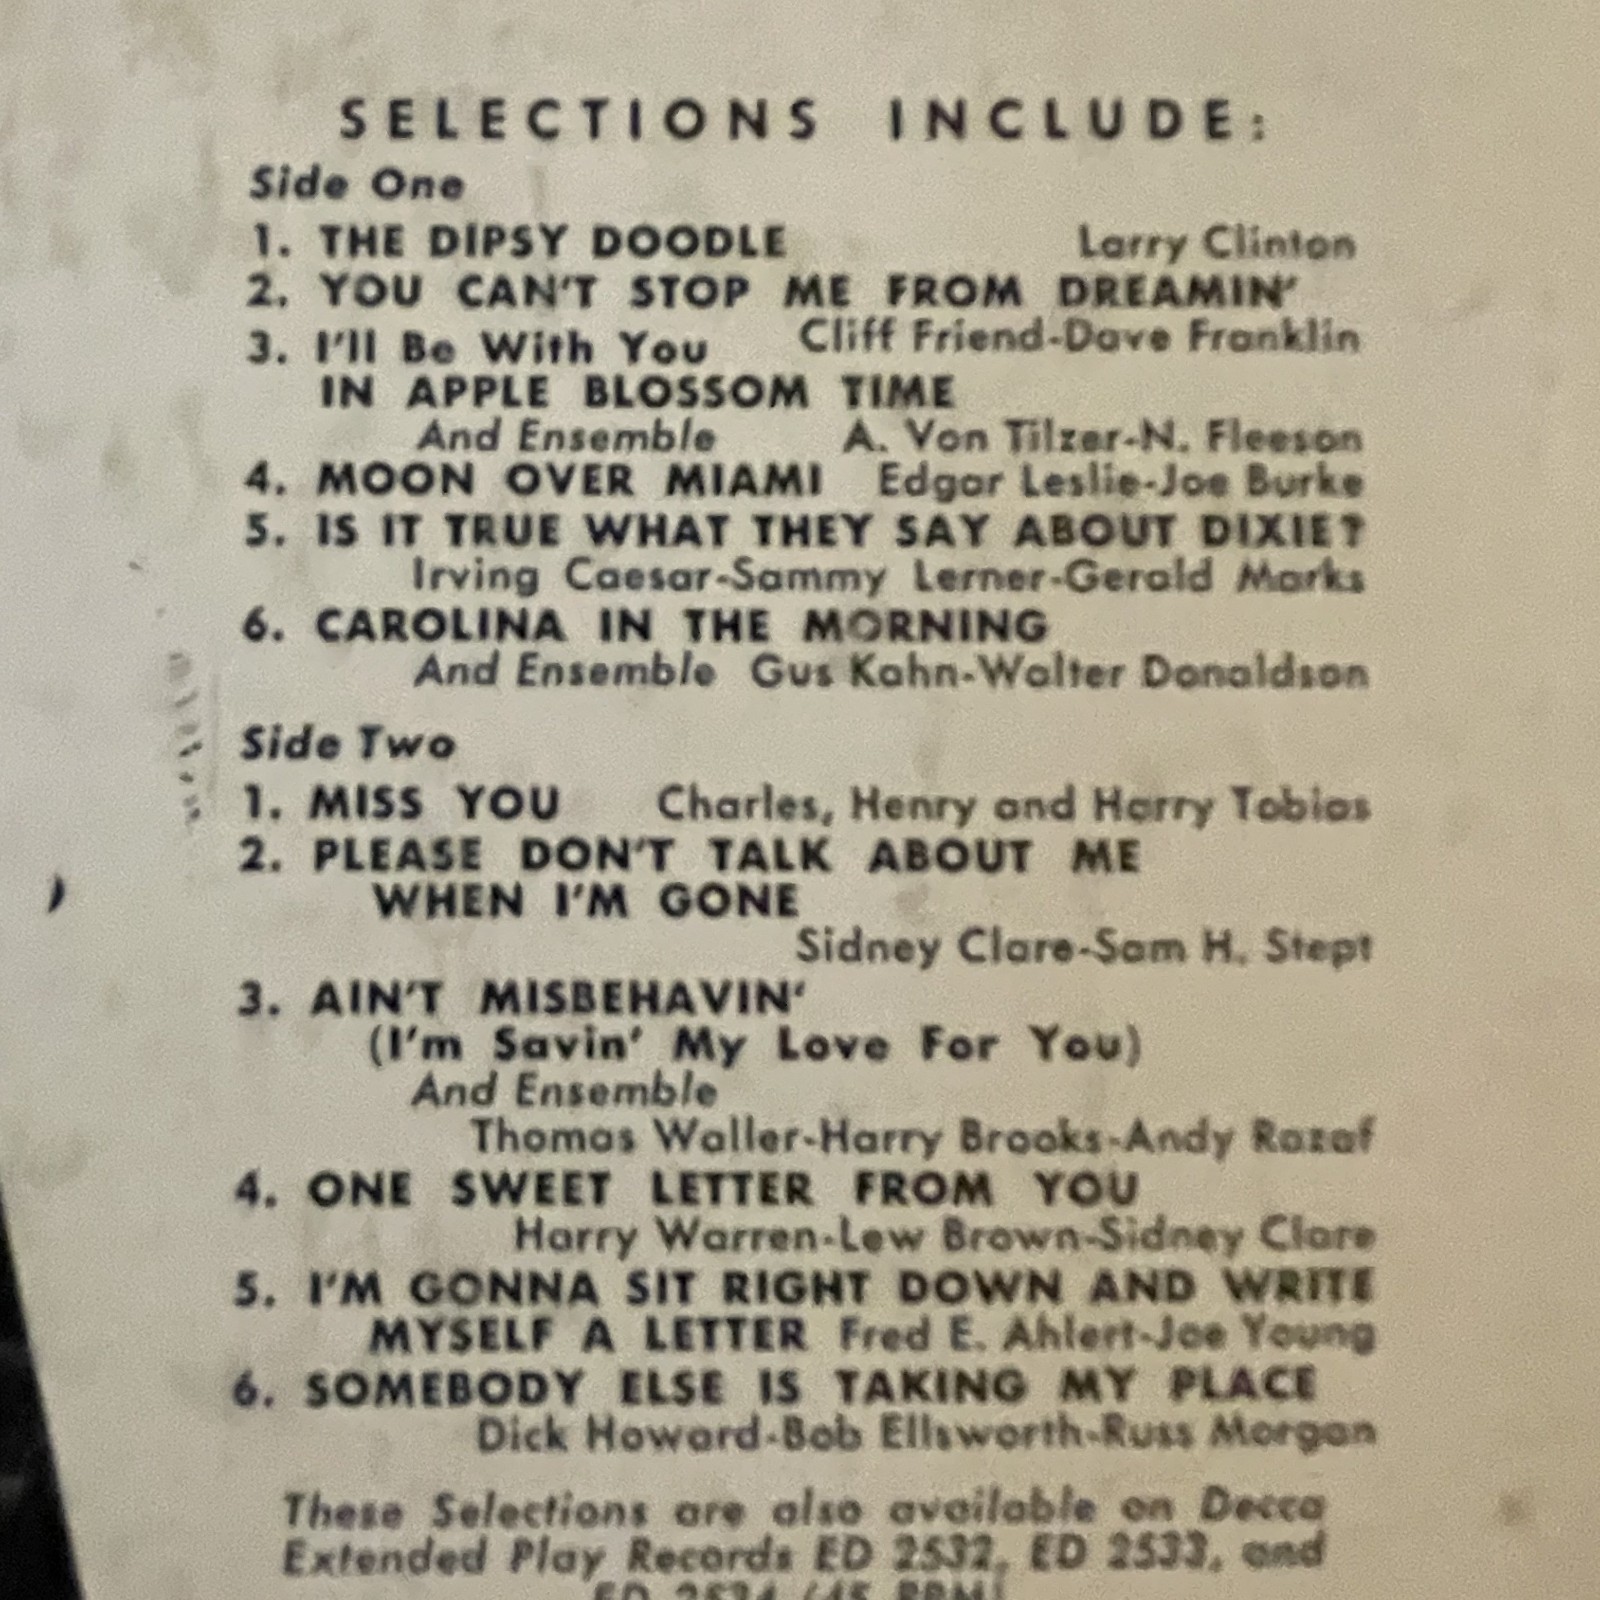 SELECTIONS INCLUDE:
Side One
1. THE DIPSY DOODLE Larry Clinton
2. YOU CAN'T STOP ME FROM DREAMIN'
Cliff Friend-Dave Franklin
3. I'll Be With You
IN APPLE BLOSSOM TIME
And Ensemble A. Von Tilzer-N. Fleeson
4. MOON OVER MIAMI Edgar Leslie-Joe Burke
5. IS IT TRUE WHAT THEY SAY ABOUT DIXIE?
Irving Caesar-Sammy Lerner-Gerald Marks
6. CAROLINA IN THE MORNING
And Ensemble Gus Kahn-Walter Donaldson
Side Two
1. MISS YOU Charles, Henry and Harry Tobias
2. PLEASE DON'T TALK ABOUT ME
WHEN I'M GONE
Sidney Clare-Sam H. Stept
3. AIN'T MISBEHAVIN'
(I'm Savin' My Love For You)
And Ensemble
Thomas Waller-Harry Brooks-Andy Razaf
4. ONE SWEET LETTER FROM YOU
Harry Warren-Lew Brown-Sidney Clare
5. I'M GONNA SIT RIGHT DOWN AND WRITE
MYSELF A LETTER Fred E. Ahlert-Joe Young
6. SOMEBODY ELSE IS TAKING MY PLACE
Dick Howard-Bob Ellsworth-Russ Morgan
These Selections are also available on Decca
Extended Play Records ED 2532, ED 2533, and
ED 2534 (45 RPM)